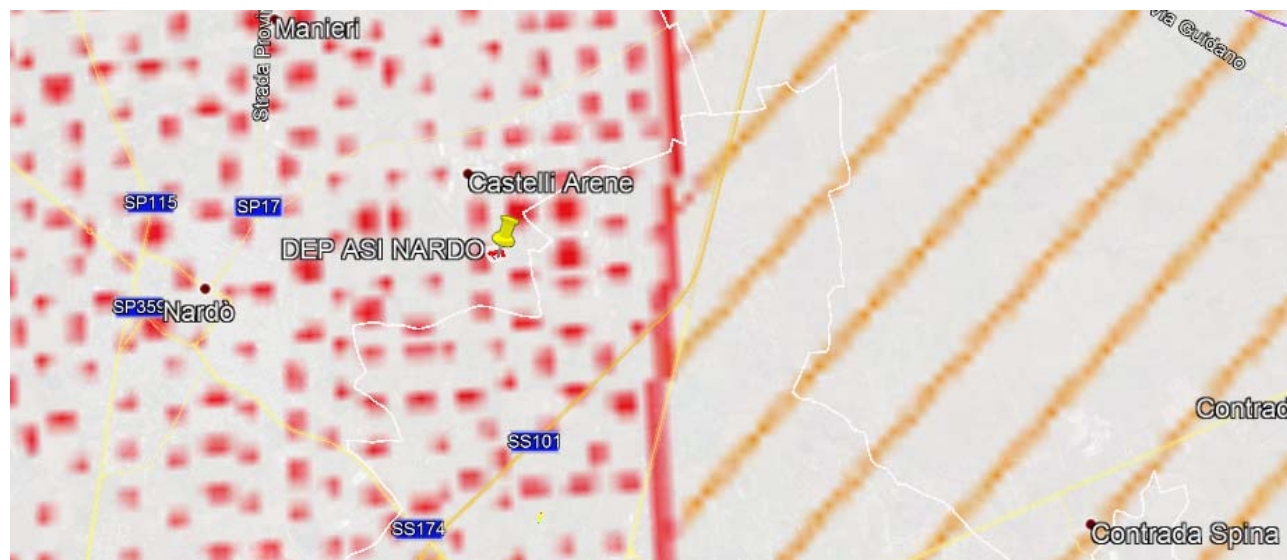 Manieri
Strada Provi
Via Guidano
Castelli Arene
SP115
SP17
DEP ASI NARDO
SP359
Nardò
Contrad
SS101
SS174
Contrada Spina